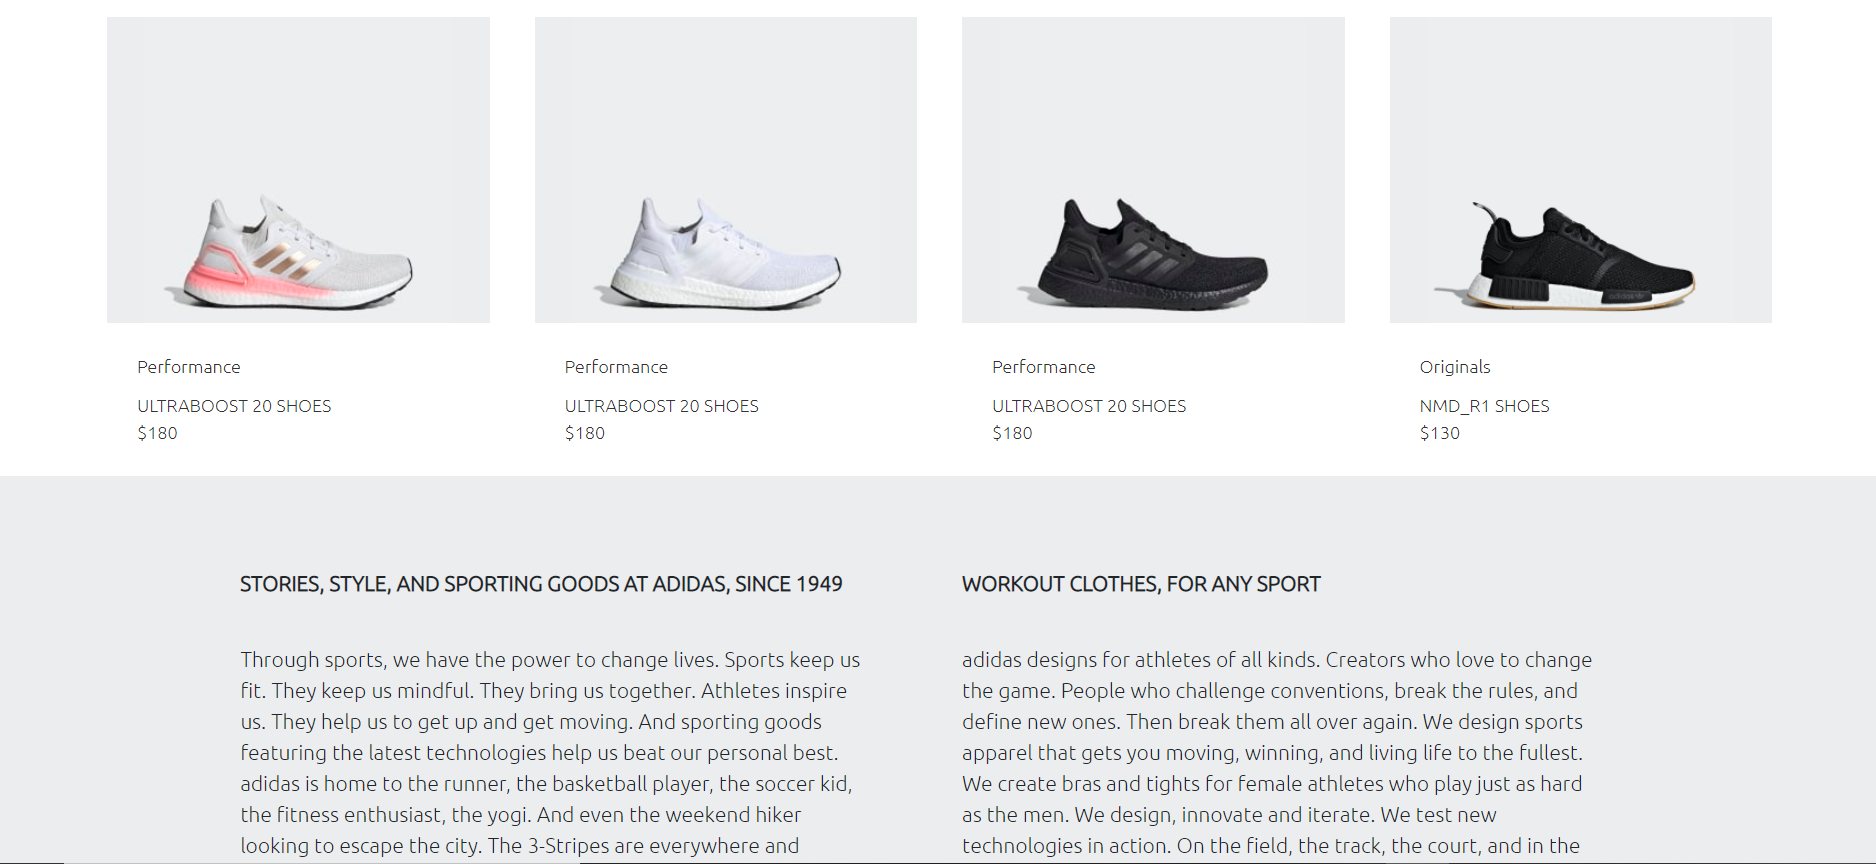 Performance
ULTRABOOST 20 SHOES
$180
Performance
ULTRABOOST 20 SHOES
$180
Performance
ULTRABOOST 20 SHOES
$180
Originals
NMD_R1 SHOES
$130
STORIES, STYLE, AND SPORTING GOODS AT ADIDAS, SINCE 1949
Through sports, we have the power to change lives. Sports keep us
fit. They keep us mindful. They bring us together. Athletes inspire
us. They help us to get up and get moving. And sporting goods
featuring the latest technologies help us beat our personal best.
adidas is home to the runner, the basketball player, the soccer kid,
the fitness enthusiast, the yogi. And even the weekend hiker
looking to escape the city. The 3-Stripes are everywhere and
WORKOUT CLOTHES, FOR ANY SPORT
adidas designs for athletes of all kinds. Creators who love to change
the game. People who challenge conventions, break the rules, and
define new ones. Then break them all over again. We design sports
apparel that gets you moving, winning, and living life to the fullest.
We create bras and tights for female athletes who play just as hard
as the men. We design, innovate and iterate. We test new
technologies in action. On the field, the track, the court, and in the